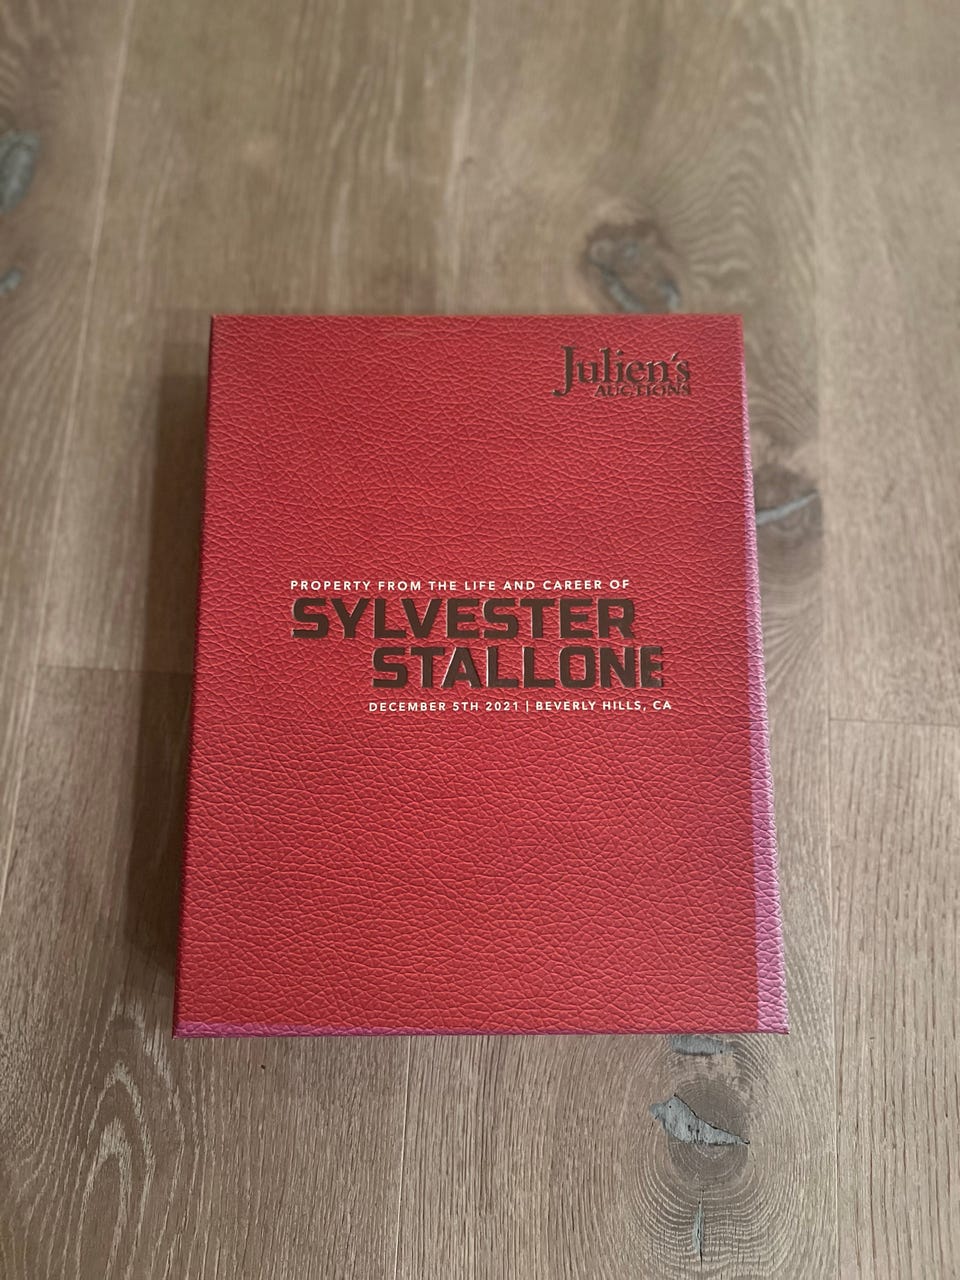 Julien's
AUCTIONS
PROPERTY FROM THE LIFE AND CAREER OF
SYLVESTER
STALLONE
DECEMBER 5TH 2021 | BEVERLY HILLS, CA